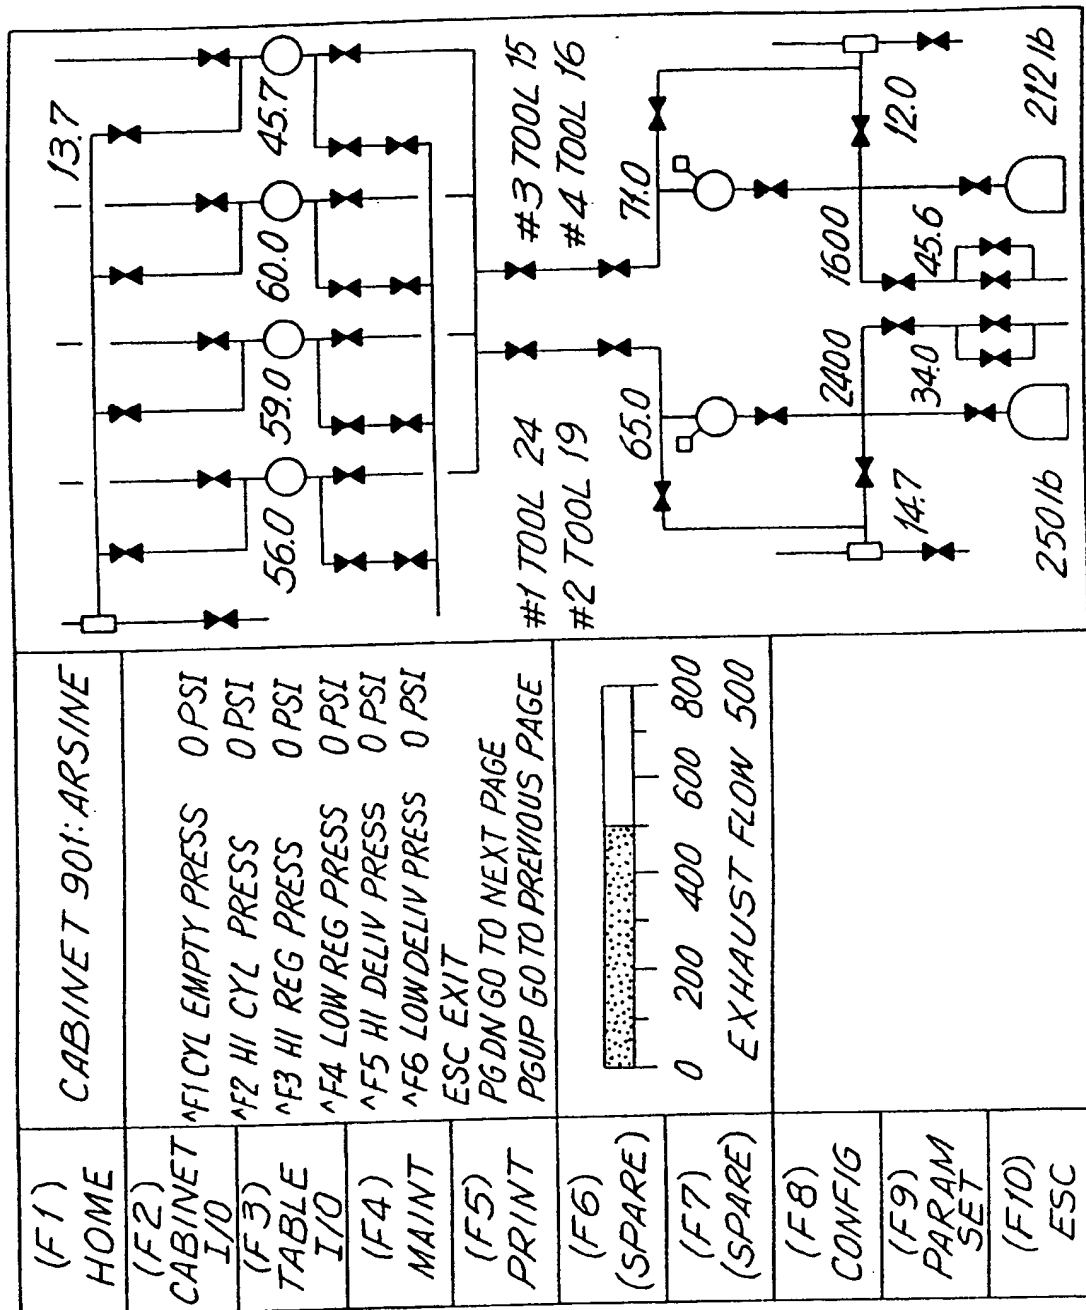 (F1)
HOME
(F2)
CABINET
I/O
(F3)
TABLE
I/O
(F4)
MAINT
(F5)
PRINT
(F6)
(SPARE)
(F7)
(SPARE)
(F8)
CONFIG
(F9)
PARAM
SET
(F10)
ESC
CABINET 901: ARSINE
^F1 CYL EMPTY PRESS 0 PSI
^F2 HI CYL PRESS 0 PSI
^F3 HI REG PRESS 0 PSI
^F4 LOW REG PRESS 0 PSI
^F5 HI DELIV PRESS 0 PSI
^F6 LOW DELIV PRESS 0 PSI
ESC EXIT
PGDN GO TO NEXT PAGE
PGUP GO TO PREVIOUS PAGE
0 200 400 600 800
EXHAUST FLOW 500
13.7
56.0 59.0 60.0 45.7
#1 TOOL 24
#2 TOOL 19
#3 TOOL 15
#4 TOOL 16
65.0 71.0
2400 1600
14.7 34.0 45.6 12.0
250 lb 212 lb